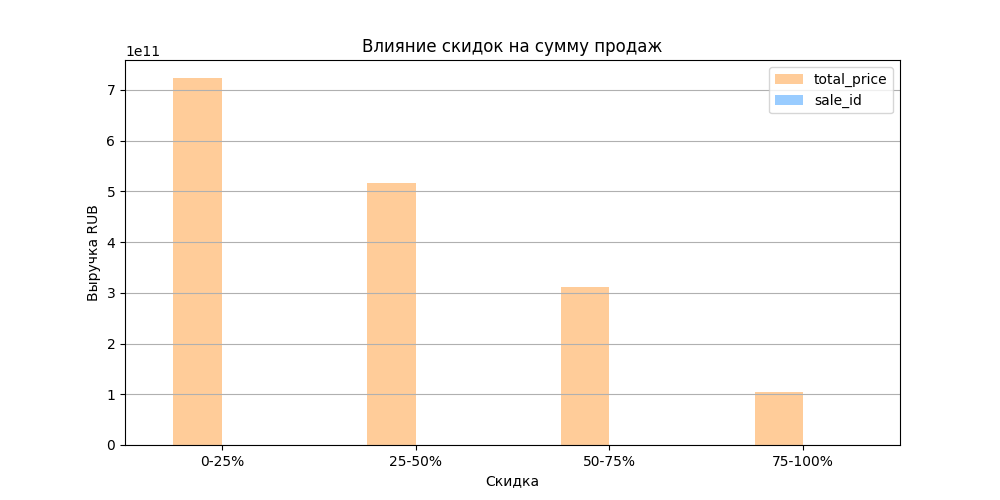 Влияние скидок на сумму продаж
1e11
total_price
sale_id
7
6
5
4
3
2
1
0
Выручка RUB
0-25%
25-50%
50-75%
75-100%
Скидка